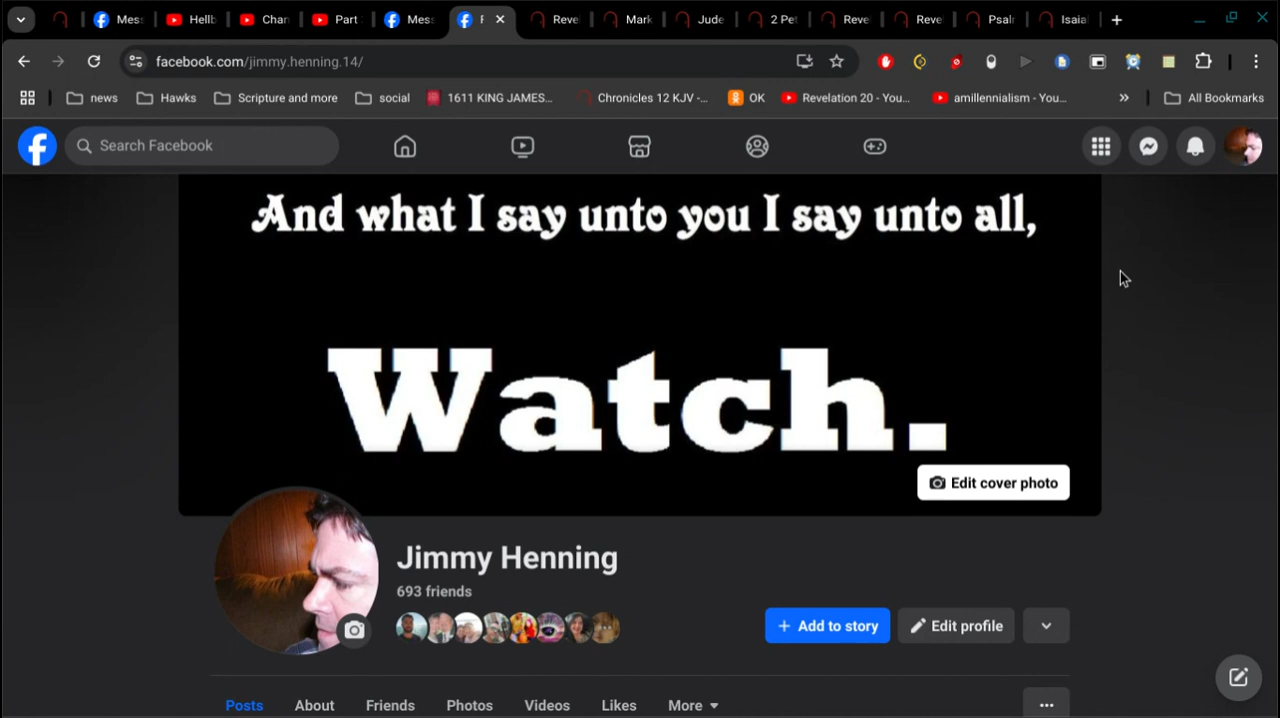 Mess
Hellb
Chan
Part
Mess
F
Reve
Mark
Jude
2 Pet
Reve
Reve
Psalr
Isaia
facebook.com/jimmy.henning.14/
news
Hawks
Scripture and more
social
1611 KING JAMES...
Chronicles 12 KJV -...
OK
Revelation 20 - You...
amillennialism - You...
All Bookmarks
Search Facebook
And what I say unto you I say unto all,
Watch.
Edit cover photo
Jimmy Henning
693 friends
Add to story
Edit profile
Posts
About
Friends
Photos
Videos
Likes
More